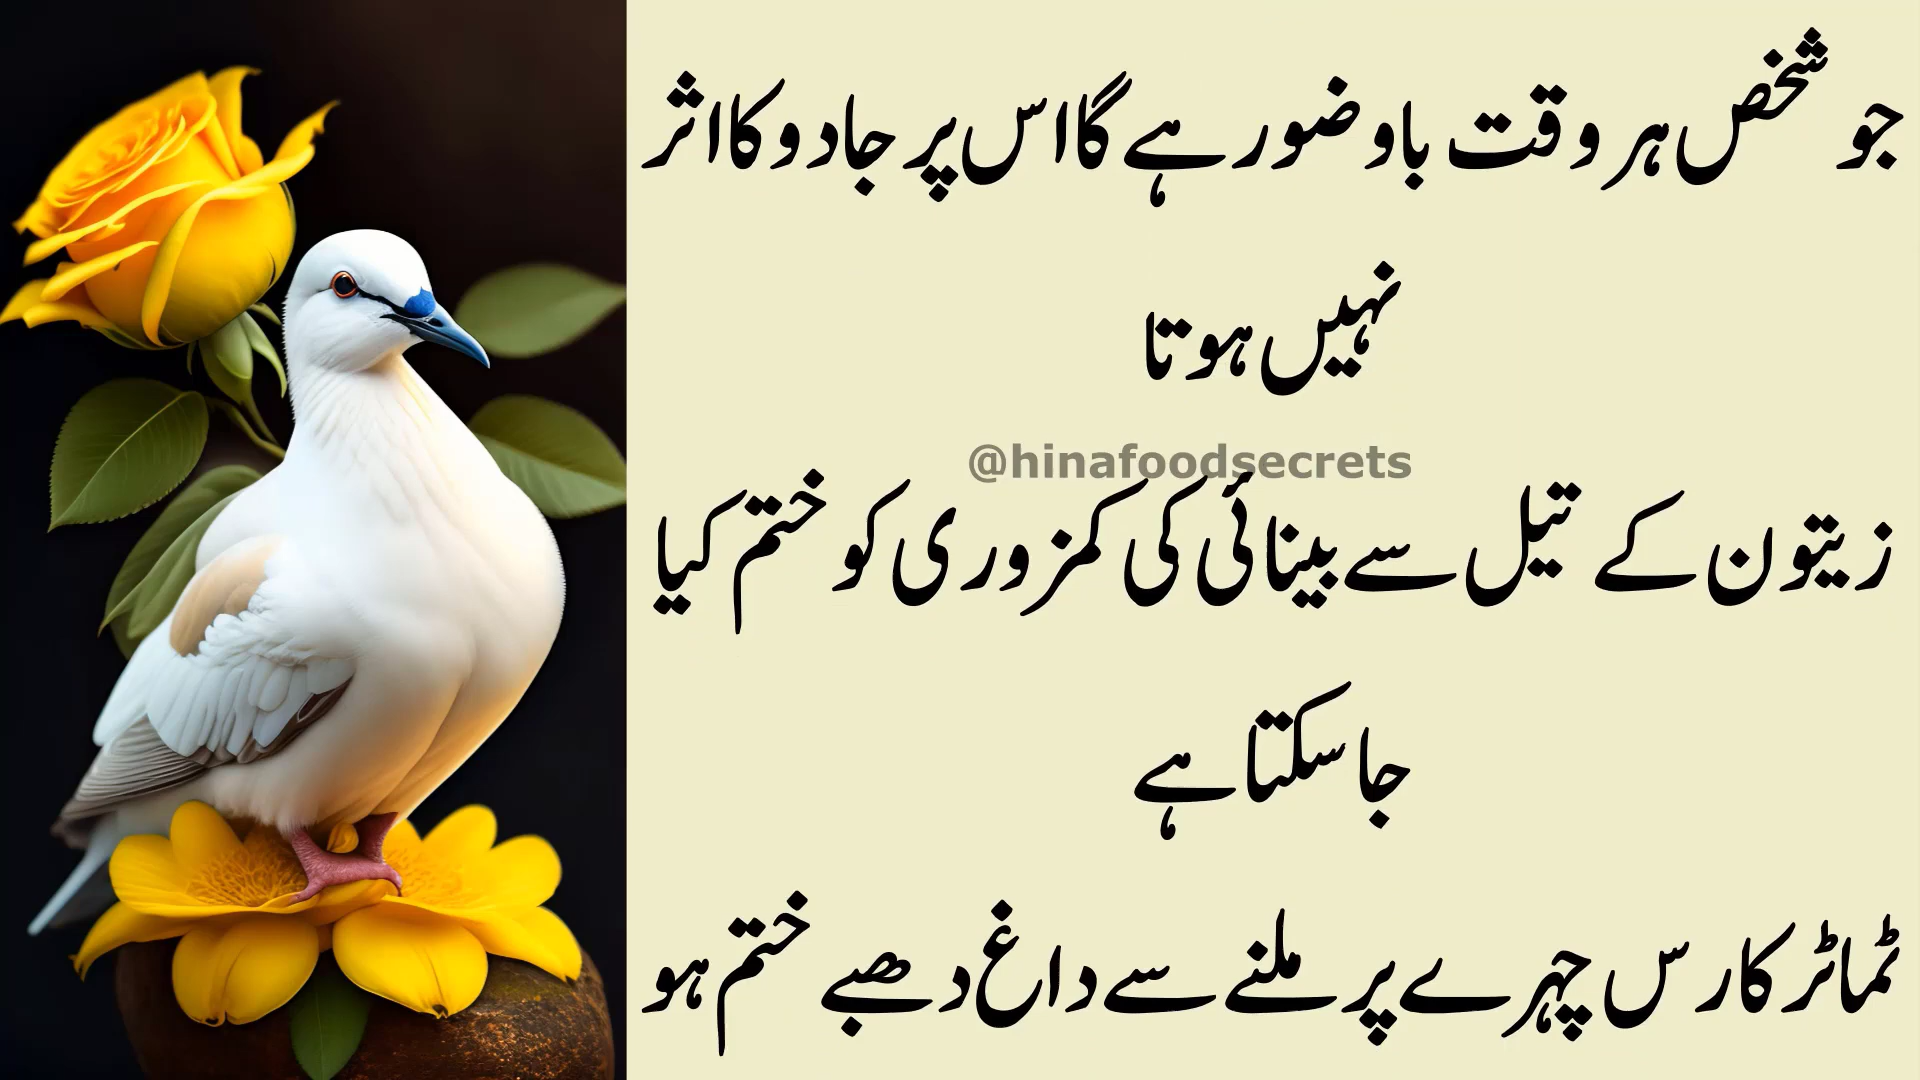 جو شخص ہر وقت باوضو رہے گا اس پر جادو کا اثر
نہیں ہوتا
@hinafoodsecrets
زیتون کے تیل سے بینائی کی کمزوری کو ختم کیا
جا سکتا ہے
ٹماٹر کا رس چہرے پر ملنے سے داغ دھبے ختم ہو